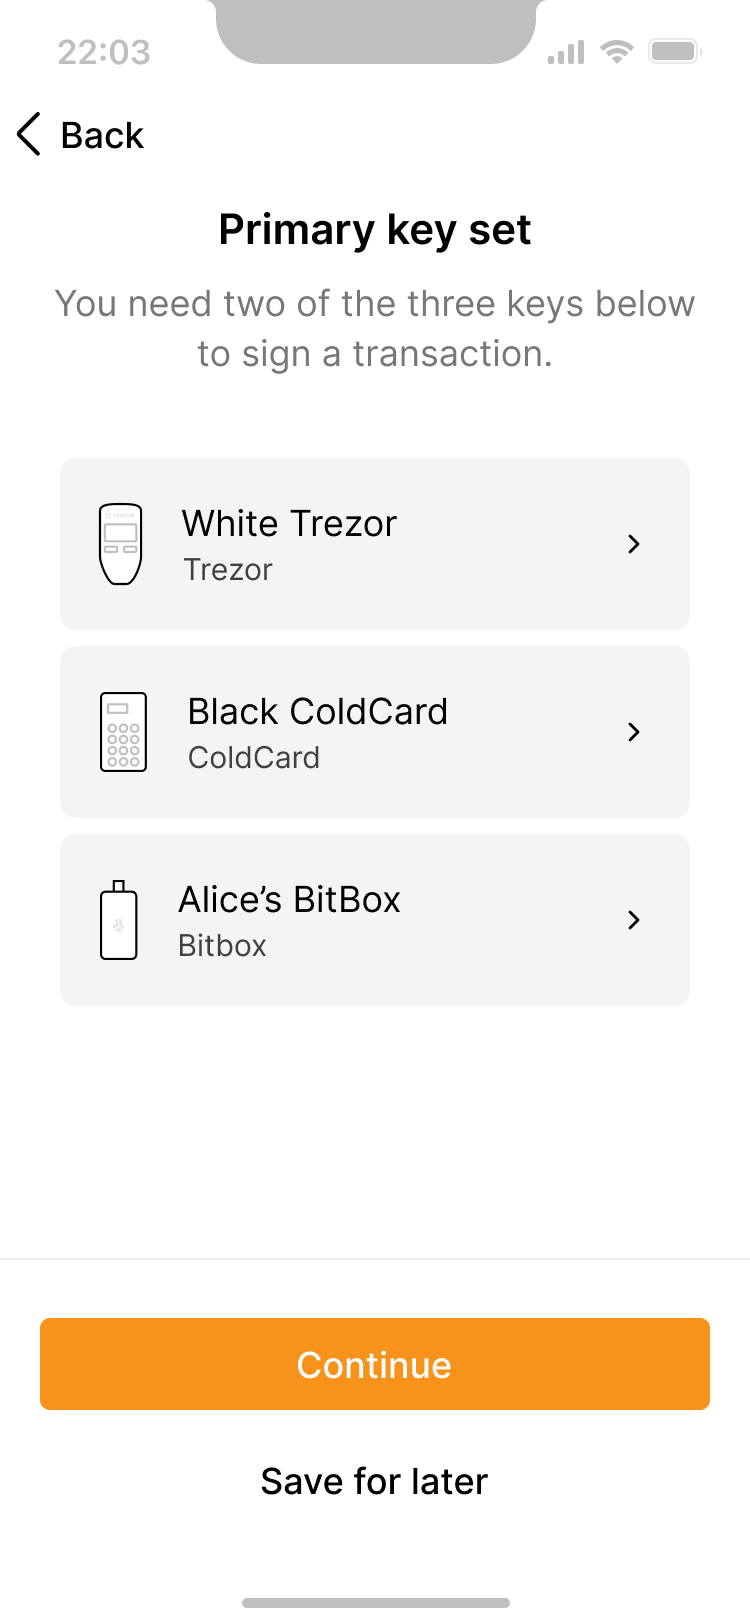 22:03
Back
Primary key set
You need two of the three keys below
to sign a transaction.
White Trezor
Trezor
Black ColdCard
ColdCard
Alice’s BitBox
Bitbox
Continue
Save for later